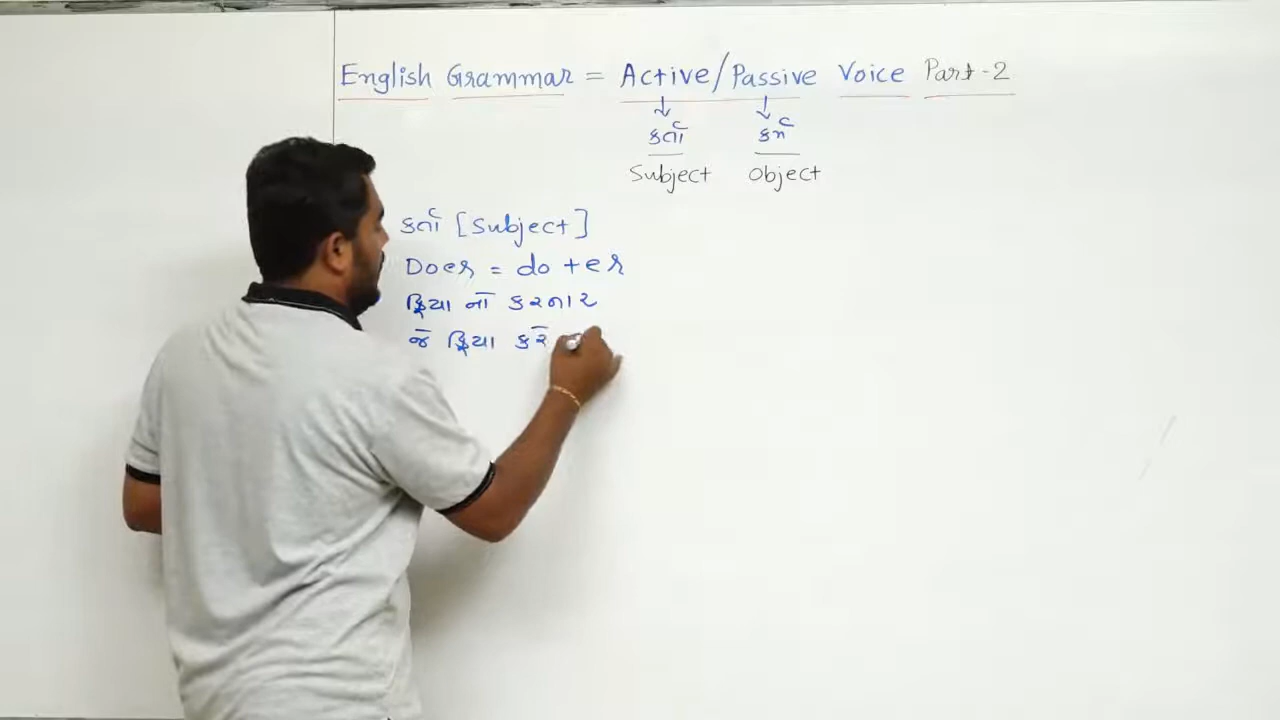 English Grammar = Active/Passive Voice Part-2
કર્તા કર્મ
Subject Object
કર્તા [Subject]
Doer = do + er
ક્રિયા નો કરનાર
જે ક્રિયા કરે